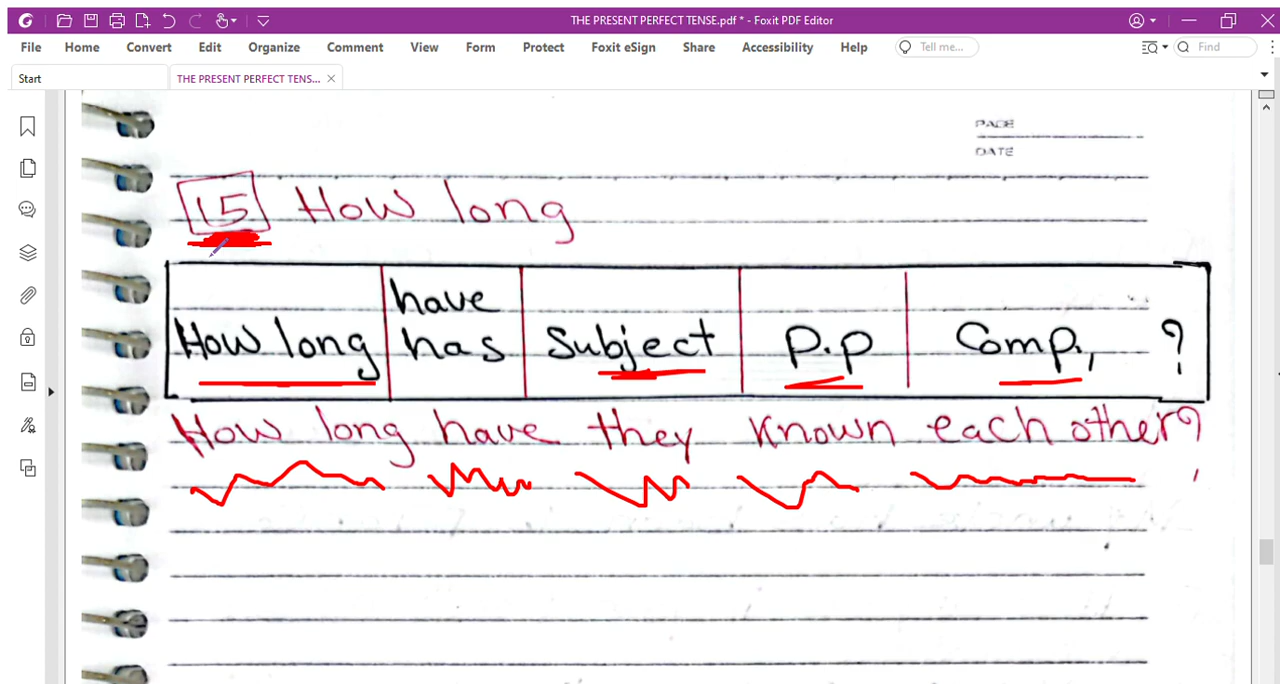 THE PRESENT PERFECT TENSE.pdf * - Foxit PDF Editor
File Home Convert Edit Organize Comment View Form Protect Foxit eSign Share Accessibility Help Tell me... Find
Start THE PRESENT PERFECT TENS...
PAGE
DATE
15 How long
How long have has Subject P.P Comp., ?
How long have they known each other?